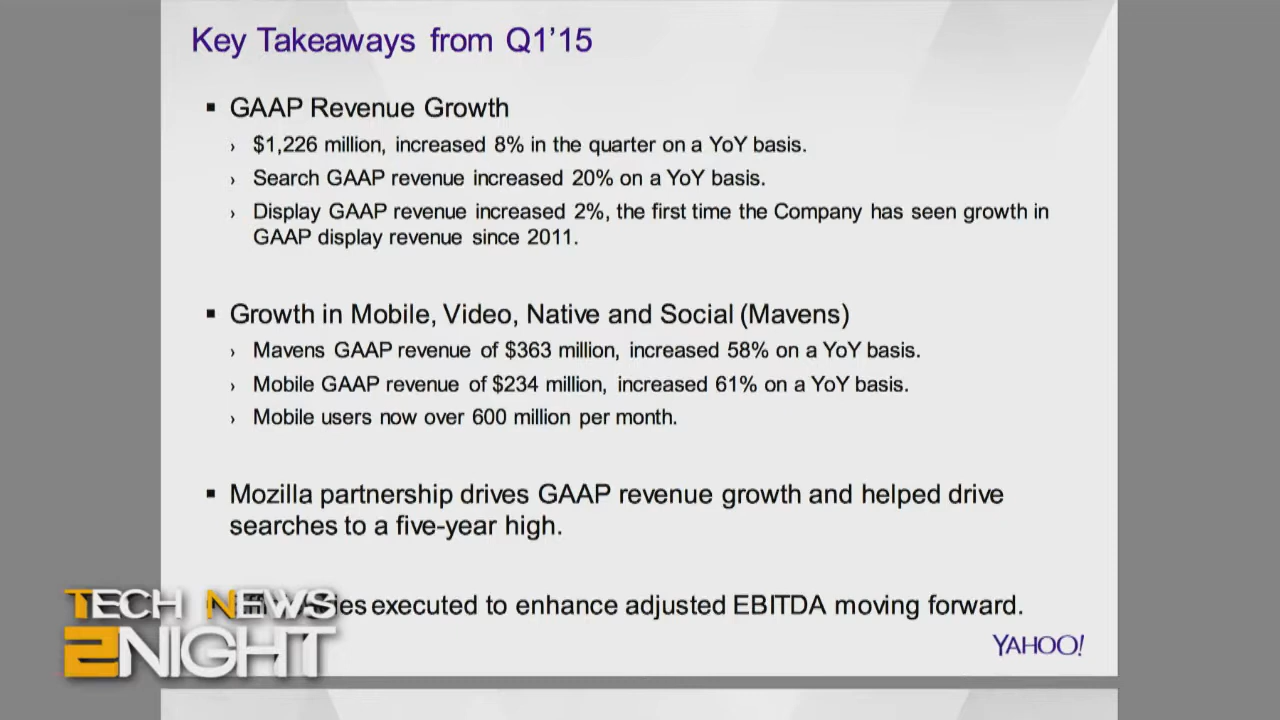 Key Takeaways from Q1’15
▪ GAAP Revenue Growth
› $1,226 million, increased 8% in the quarter on a YoY basis.
› Search GAAP revenue increased 20% on a YoY basis.
› Display GAAP revenue increased 2%, the first time the Company has seen growth in
GAAP display revenue since 2011.
▪ Growth in Mobile, Video, Native and Social (Mavens)
› Mavens GAAP revenue of $363 million, increased 58% on a YoY basis.
› Mobile GAAP revenue of $234 million, increased 61% on a YoY basis.
› Mobile users now over 600 million per month.
▪ Mozilla partnership drives GAAP revenue growth and helped drive
searches to a five-year high.
executed to enhance adjusted EBITDA moving forward.
YAHOO!
TECH NEWS
2NIGHT